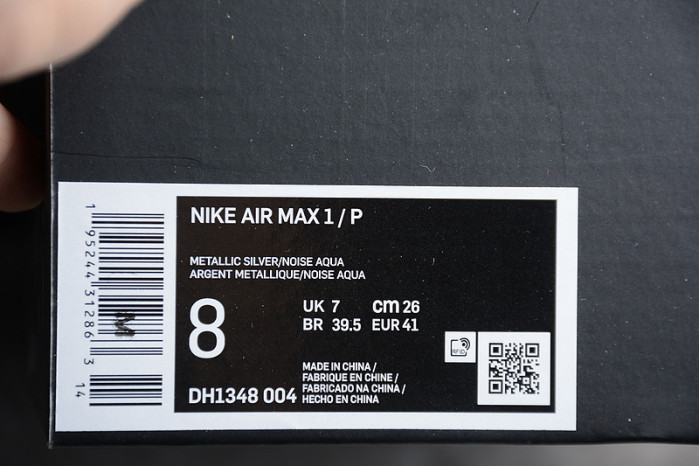 NIKE AIR MAX 1 / P
METALLIC SILVER/NOISE AQUA
ARGENT METALLIQUE/NOISE AQUA
8
UK 7 cm 26
BR 39.5 EUR 41
DH1348 004
MADE IN CHINA /
FABRIQUE EN CHINE /
FABRICADO NA CHINA /
HECHO EN CHINA
1 95244 31286 3
14
M
RFID